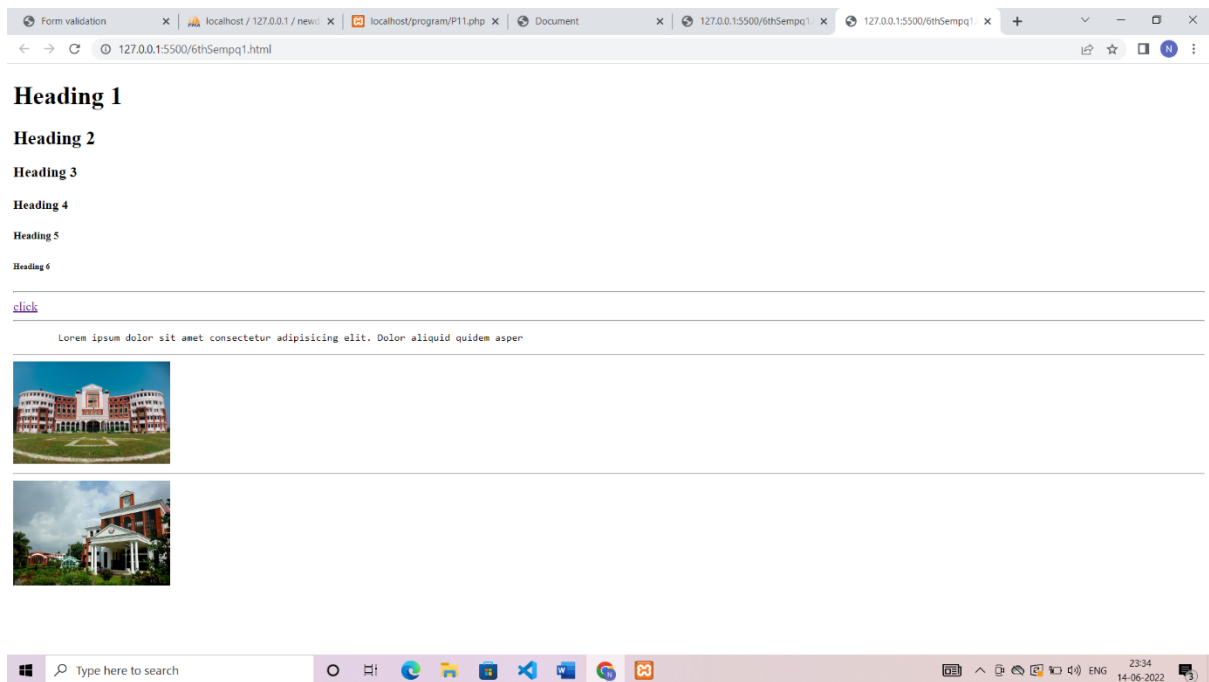 Form validation
localhost / 127.0.0.1 / newd
localhost/program/P11.php
Document
127.0.0.1:5500/6thSempq1.
127.0.0.1:5500/6thSempq1.
127.0.0.1:5500/6thSempq1.html
N
Heading 1
Heading 2
Heading 3
Heading 4
Heading 5
Heading 6
click
Lorem ipsum dolor sit amet consectetur adipisicing elit. Dolor aliquid quidem asper
Type here to search
ENG
23:34
14-06-2022
3